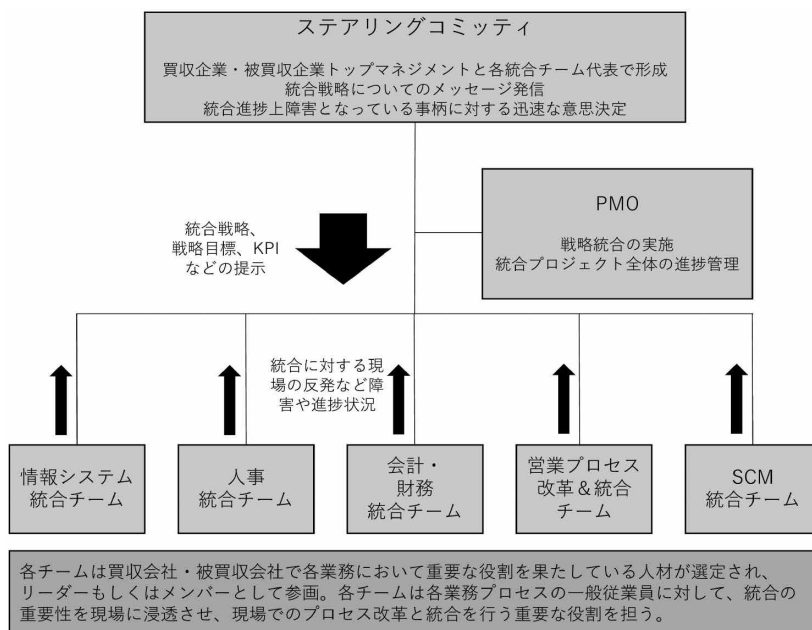 ステアリングコミッティ
買収企業・被買収企業トップマネジメントと各統合チーム代表で形成
統合戦略についてのメッセージ発信
統合進捗上障害となっている事柄に対する迅速な意思決定
統合戦略、
戦略目標、KPI
などの提示
PMO
戦略統合の実施
統合プロジェクト全体の進捗管理
統合に対する現
場の反発など障
害や進捗状況
情報システム
統合チーム
人事
統合チーム
会計・
財務
統合チーム
営業プロセス
改革＆統合
チーム
SCM
統合チーム
各チームは買収会社・被買収会社で各業務において重要な役割を果たしている人材が選定され、
リーダーもしくはメンバーとして参画。各チームは各業務プロセスの一般従業員に対して、統合の
重要性を現場に浸透させ、現場でのプロセス改革と統合を行う重要な役割を担う。